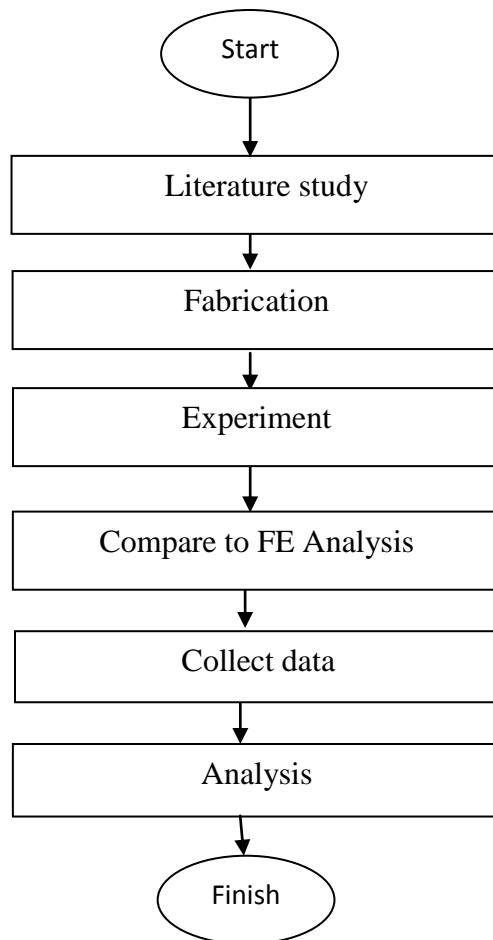 Start
Literature study
Fabrication
Experiment
Compare to FE Analysis
Collect data
Analysis
Finish